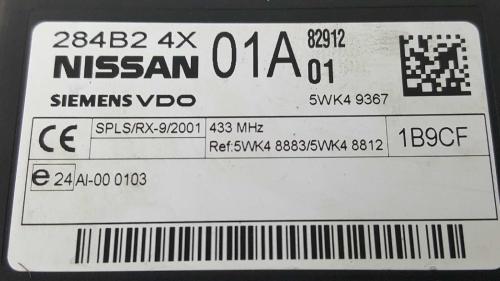 284B2 4X 01A 82912
NISSAN 01
SIEMENS VDO 5WK4 9367
CE SPLS/RX-9/2001 433 MHz 1B9CF
Ref:5WK4 8883/5WK4 8812
e 24 AI-00 0103